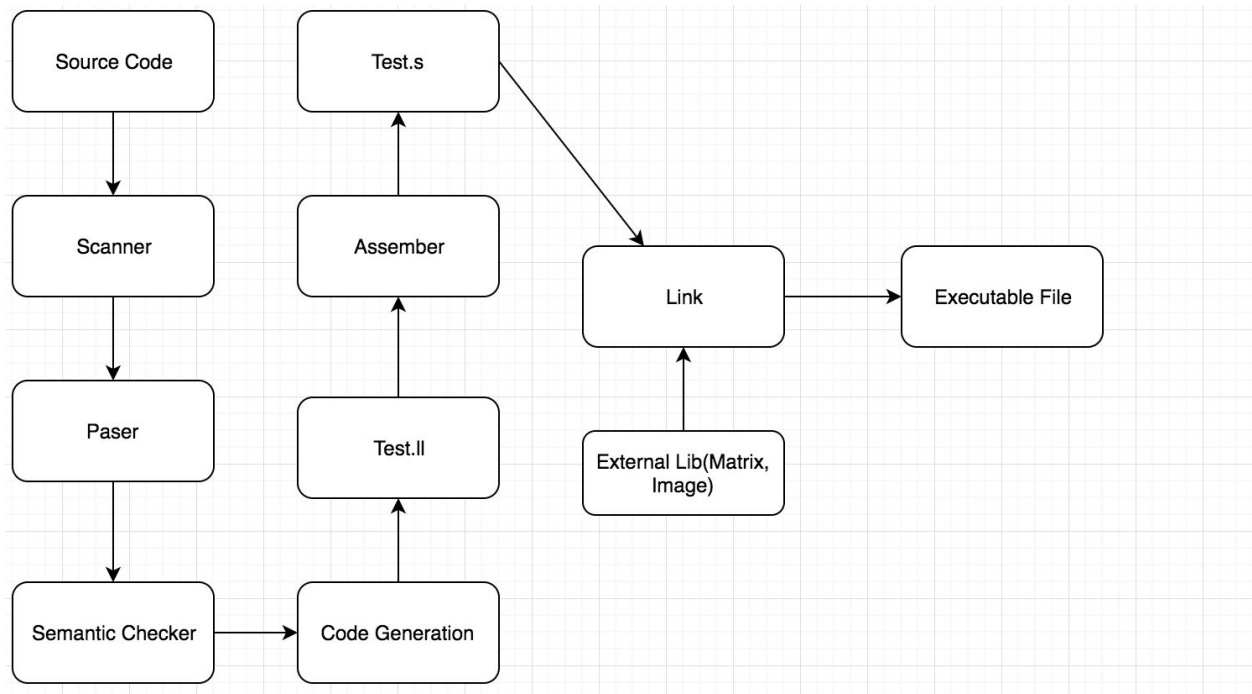 Source Code
Scanner
Paser
Semantic Checker
Code Generation
Test.ll
Assember
Test.s
Link
External Lib(Matrix,
Image)
Executable File